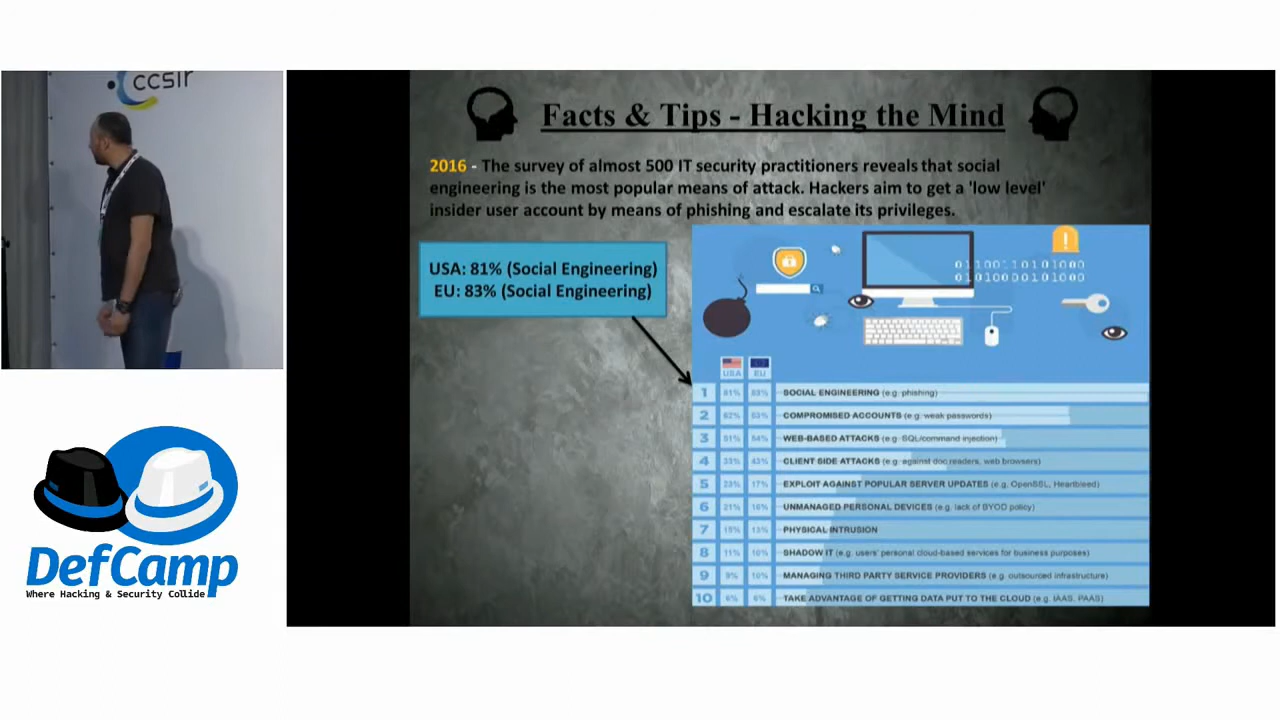 ccsir
Facts & Tips - Hacking the Mind
2016 - The survey of almost 500 IT security practitioners reveals that social
engineering is the most popular means of attack. Hackers aim to get a 'low level'
insider user account by means of phishing and escalate its privileges.
USA: 81% (Social Engineering)
EU: 83% (Social Engineering)
011001101010000
01010000101000
USA EU
1 81% 83% SOCIAL ENGINEERING (e.g. phishing)
2 62% 53% COMPROMISED ACCOUNTS (e.g. weak passwords)
3 51% 54% WEB-BASED ATTACKS (e.g. SQL/command injection)
4 33% 43% CLIENT SIDE ATTACKS (e.g. against doc readers, web browsers)
5 23% 17% EXPLOIT AGAINST POPULAR SERVER UPDATES (e.g. OpenSSL, Heartbleed)
6 21% 16% UNMANAGED PERSONAL DEVICES (e.g. lack of BYOD policy)
7 15% 13% PHYSICAL INTRUSION
8 11% 10% SHADOW IT (e.g. users' personal cloud-based services for business purposes)
9 9% 10% MANAGING THIRD PARTY SERVICE PROVIDERS (e.g. outsourced infrastructure)
10 6% 6% TAKE ADVANTAGE OF GETTING DATA PUT TO THE CLOUD (e.g. IAAS, PAAS)
DefCamp
Where Hacking & Security Collide